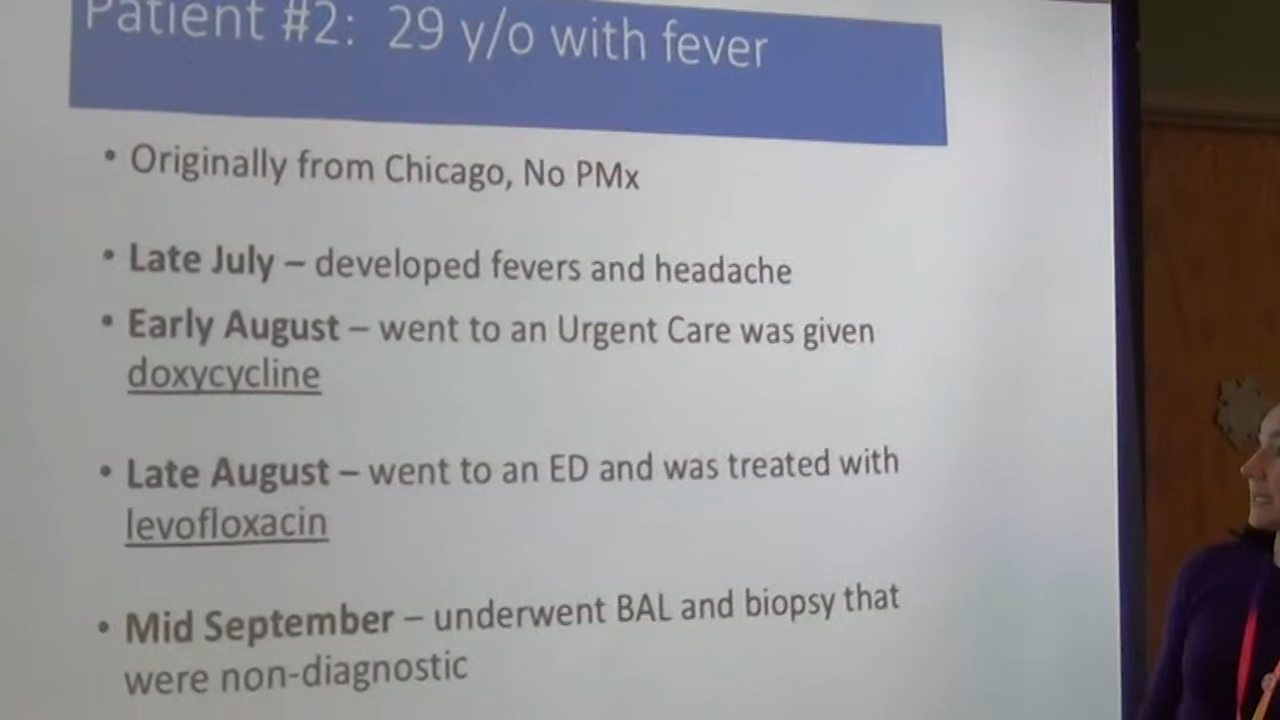 Patient #2: 29 y/o with fever
• Originally from Chicago, No PMx
• Late July – developed fevers and headache
• Early August – went to an Urgent Care was given
doxycycline
• Late August – went to an ED and was treated with
levofloxacin
• Mid September – underwent BAL and biopsy that
were non-diagnostic